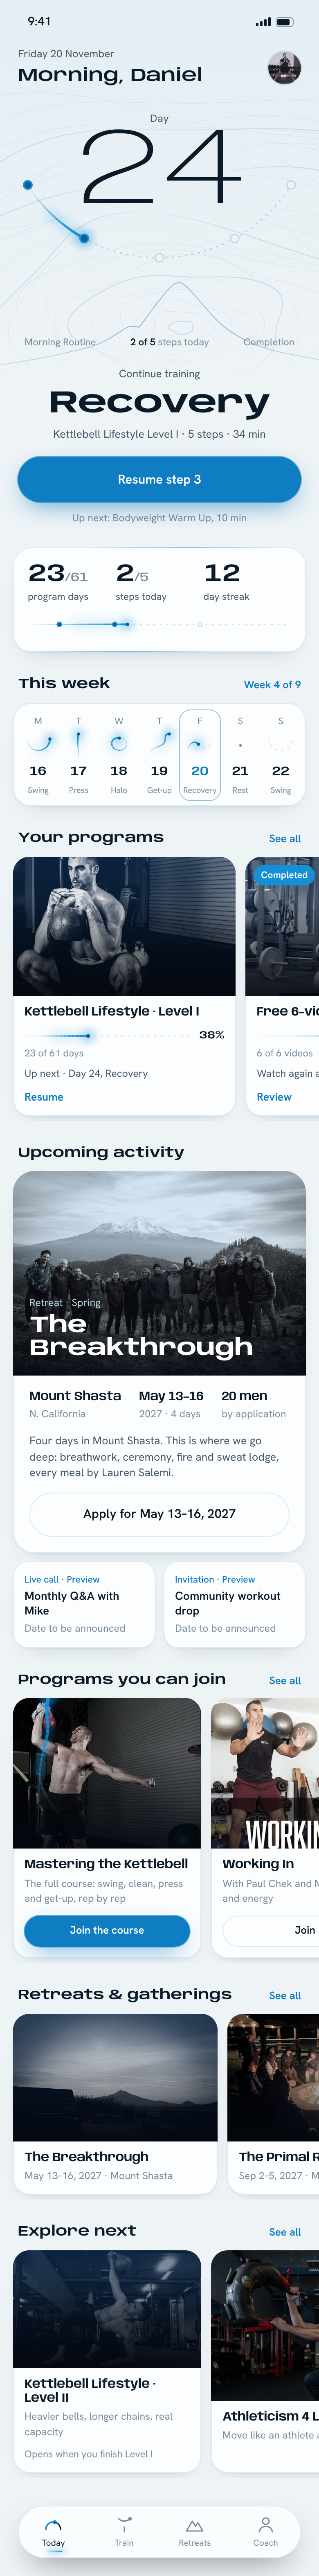 9:41
Friday 20 November
Morning, Daniel
Day
24
Morning Routine
2 of 5 steps today
Completion
Continue training
Recovery
Kettlebell Lifestyle Level I · 5 steps · 34 min
Resume step 3
Up next: Bodyweight Warm Up, 10 min
23/61
program days
2/5
steps today
12
day streak
This week
Week 4 of 9
M T W T F S S
16 17 18 19 20 21 22
Swing Press Halo Get-up Recovery Rest Swing
Your programs
See all
Kettlebell Lifestyle · Level I
38%
23 of 61 days
Up next · Day 24, Recovery
Resume
Completed
Free 6-vi
6 of 6 videos
Watch again a
Review
Upcoming activity
Retreat · Spring
The
Breakthrough
Mount Shasta
N. California
May 13–16
2027 · 4 days
20 men
by application
Four days in Mount Shasta. This is where we go
deep: breathwork, ceremony, fire and sweat lodge,
every meal by Lauren Salemi.
Apply for May 13–16, 2027
Live call · Preview
Monthly Q&A with
Mike
Date to be announced
Invitation · Preview
Community workout
drop
Date to be announced
Programs you can join
See all
Mastering the Kettlebell
The full course: swing, clean, press
and get-up, rep by rep
Join the course
WORKIN
Working In
With Paul Chek and M
and energy
Join
Retreats & gatherings
See all
The Breakthrough
May 13–16, 2027 · Mount Shasta
The Primal R
Sep 2–5, 2027 · M
Explore next
See all
Kettlebell Lifestyle ·
Level II
Heavier bells, longer chains, real
capacity
Opens when you finish Level I
Athleticism 4 L
Move like an athlete a
Today
Train
Retreats
Coach